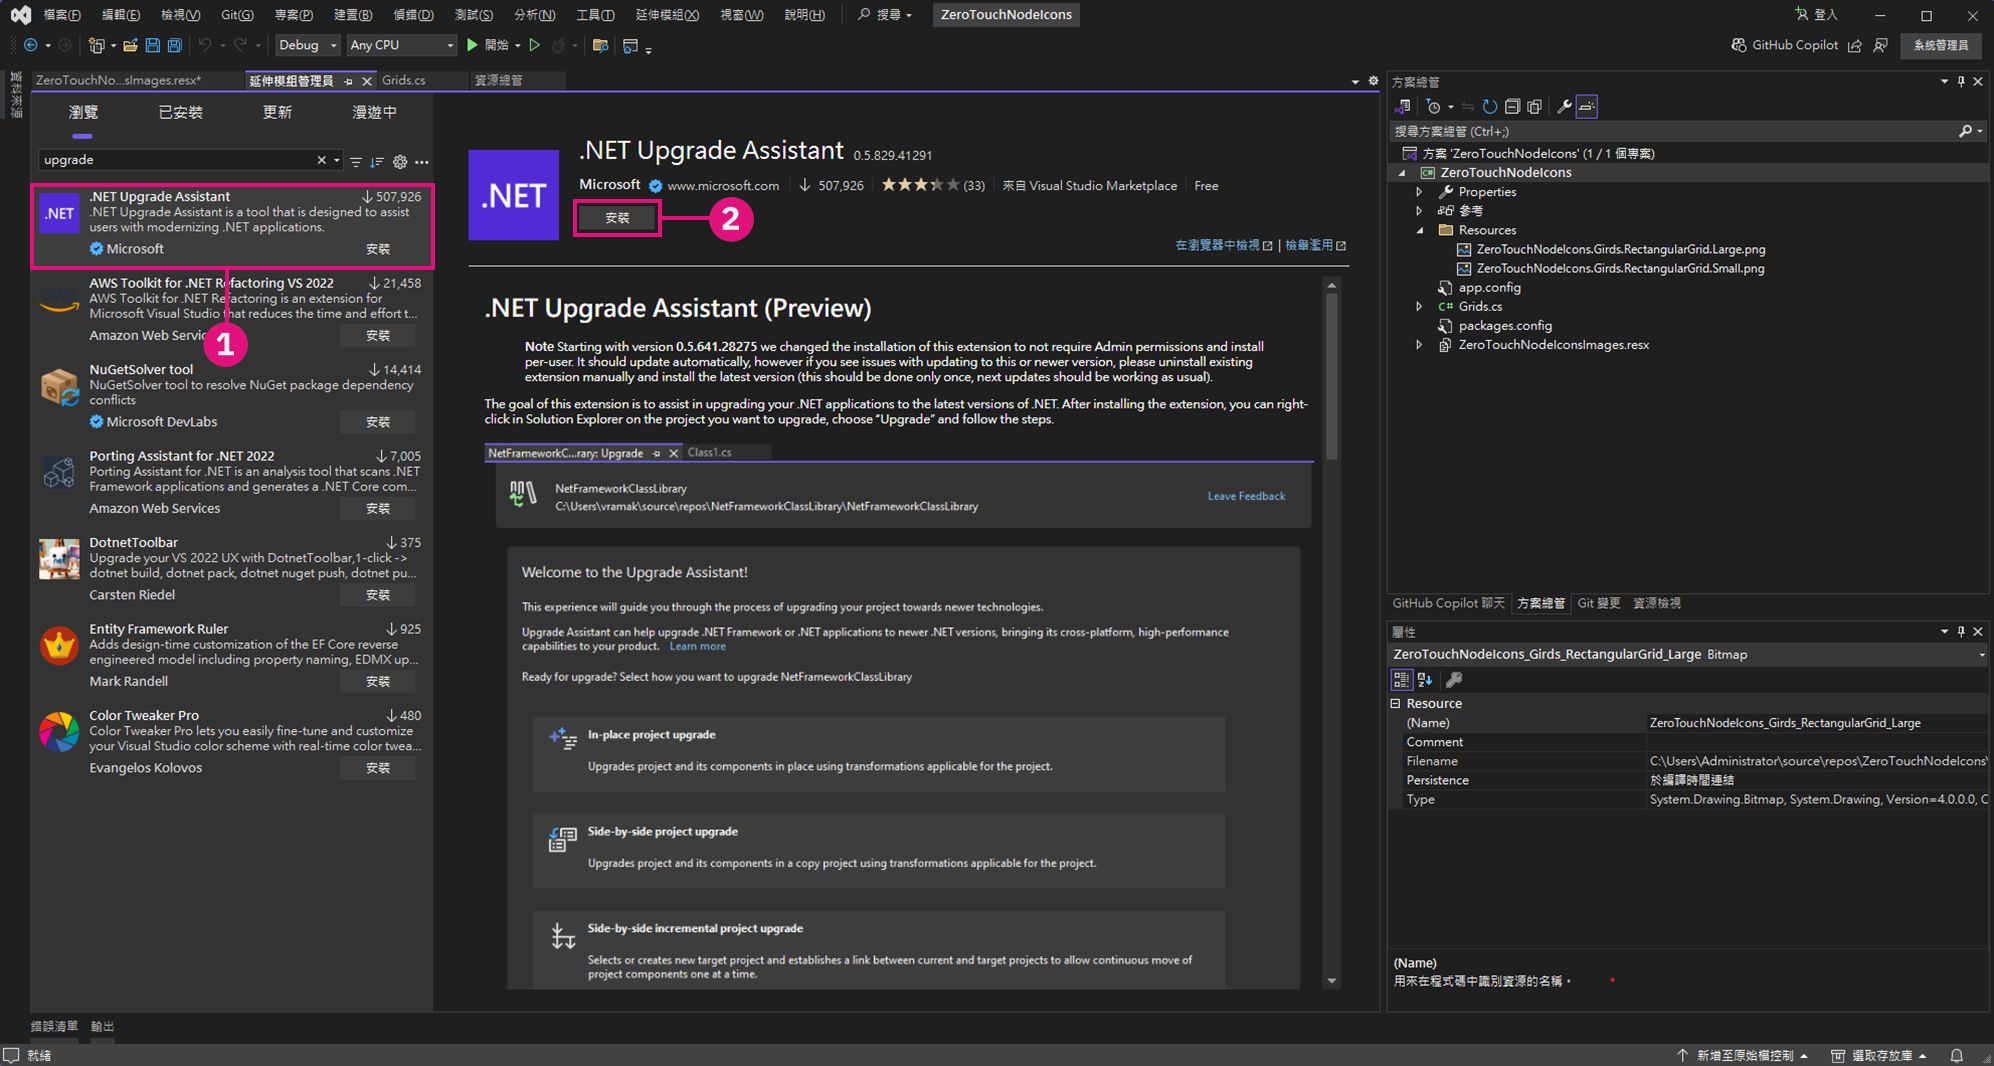 檔案(F) 編輯(E) 檢視(V) Git(G) 專案(P) 建置(B) 偵錯(D) 測試(S) 分析(N) 工具(T) 延伸模組(X) 視窗(W) 說明(H) 搜尋 ZeroTouchNodeIcons 登入
Debug Any CPU 開始 GitHub Copilot 系統管理員
資料來源
ZeroTouchNo...sImages.resx* 延伸模組管理員 Grids.cs 資源總管
瀏覽 已安裝 更新 漫遊中
upgrade
.NET
.NET Upgrade Assistant 507,926
.NET Upgrade Assistant is a tool that is designed to assist
users with modernizing .NET applications.
Microsoft 安裝
aws
AWS Toolkit for .NET Refactoring VS 2022 21,458
AWS Toolkit for .NET Refactoring is an extension for
Microsoft Visual Studio that reduces the time and effort t...
Amazon Web Servic 安裝
1
NuGetSolver tool 14,414
NuGetSolver tool to resolve NuGet package dependency
conflicts
Microsoft DevLabs 安裝
Porting Assistant for .NET 2022 7,005
Porting Assistant for .NET is an analysis tool that scans .NET
Framework applications and generates a .NET Core com...
Amazon Web Services 安裝
DotnetToolbar 375
Upgrade your VS 2022 UX with DotnetToolbar,1-click ->
dotnet build, dotnet pack, dotnet nuget push, dotnet pu...
Carsten Riedel 安裝
Entity Framework Ruler 925
Adds design-time customization of the EF Core reverse
engineered model including property naming, EDMX up...
Mark Randell 安裝
Color Tweaker Pro 480
Color Tweaker Pro lets you easily fine-tune and customize
your Visual Studio color scheme with real-time color twea...
Evangelos Kolovos 安裝
.NET
.NET Upgrade Assistant 0.5.829.41291
Microsoft www.microsoft.com 507,926 (33) 來自 Visual Studio Marketplace Free
安裝
2
在瀏覽器中檢視 | 檢舉濫用
.NET Upgrade Assistant (Preview)
Note Starting with version 0.5.641.28275 we changed the installation of this extension to not require Admin permissions and install
per-user. It should update automatically, however if you see issues with updating to this or newer version, please uninstall existing
extension manually and install the latest version (this should be done only once, next updates should be working as usual).
The goal of this extension is to assist in upgrading your .NET applications to the latest versions of .NET. After installing the extension, you can right-
click in Solution Explorer on the project you want to upgrade, choose "Upgrade" and follow the steps.
NetFrameworkC...rary: Upgrade Class1.cs
NetFrameworkClassLibrary
C:\Users\vramak\source\repos\NetFrameworkClassLibrary\NetFrameworkClassLibrary
Leave Feedback
Welcome to the Upgrade Assistant!
This experience will guide you through the process of upgrading your project towards newer technologies.
Upgrade Assistant can help upgrade .NET Framework or .NET applications to newer .NET versions, bringing its cross-platform, high-performance
capabilities to your product. Learn more
Ready for upgrade? Select how you want to upgrade NetFrameworkClassLibrary
In-place project upgrade
Upgrades project and its components in place using transformations applicable for the project.
Side-by-side project upgrade
Upgrades project and its components in a copy project using transformations applicable for the project.
Side-by-side incremental project upgrade
Selects or creates new target project and establishes a link between current and target projects to allow continuous move of
project components one at a time.
方案總管
搜尋方案總管 (Ctrl+;)
方案 'ZeroTouchNodeIcons' (1 / 1 個專案)
ZeroTouchNodeIcons
Properties
參考
Resources
ZeroTouchNodeIcons.Girds.RectangularGrid.Large.png
ZeroTouchNodeIcons.Girds.RectangularGrid.Small.png
app.config
C# Grids.cs
packages.config
ZeroTouchNodeIconsImages.resx
GitHub Copilot 聊天 方案總管 Git 變更 資源檢視
屬性
ZeroTouchNodeIcons_Girds_RectangularGrid_Large Bitmap
Resource
(Name) ZeroTouchNodeIcons_Girds_RectangularGrid_Large
Comment
Filename C:\Users\Administrator\source\repos\ZeroTouchNodeIcons\
Persistence 於編譯時間連結
Type System.Drawing.Bitmap, System.Drawing, Version=4.0.0.0, C
(Name)
用來在程式碼中識別資源的名稱。
錯誤清單 輸出
就緒 新增至原始檔控制 選取存放庫